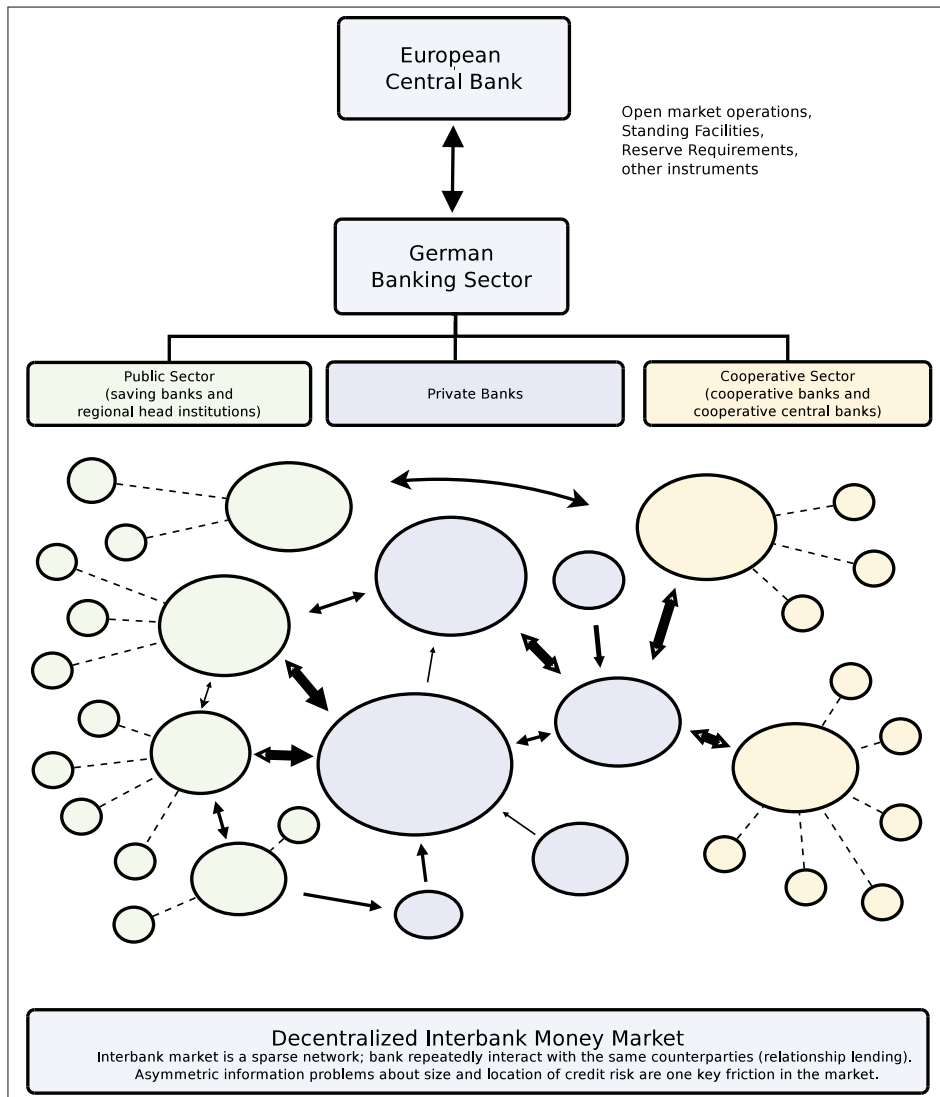 European
Central Bank
Open market operations,
Standing Facilities,
Reserve Requirements,
other instruments
German
Banking Sector
Public Sector
(saving banks and
regional head institutions)
Private Banks
Cooperative Sector
(cooperative banks and
cooperative central banks)
Decentralized Interbank Money Market
Interbank market is a sparse network; bank repeatedly interact with the same counterparties (relationship lending).
Asymmetric information problems about size and location of credit risk are one key friction in the market.